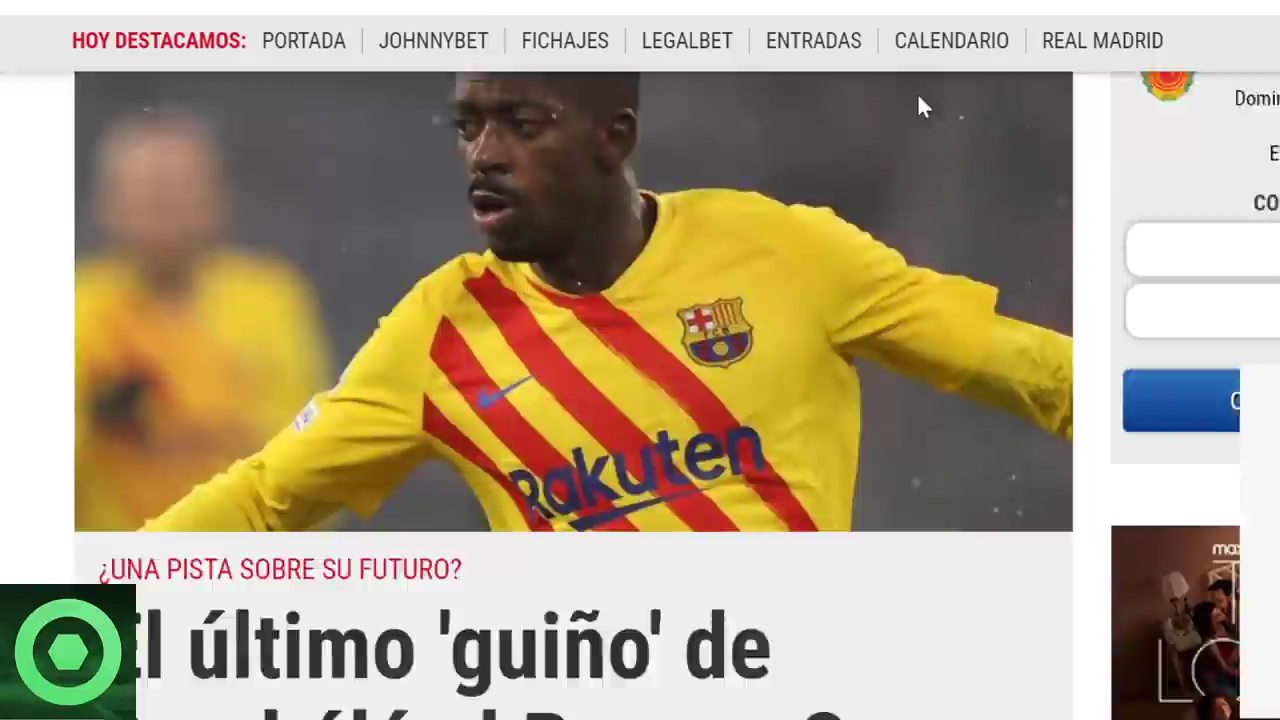 HOY DESTACAMOS: PORTADA JOHNNYBET FICHAJES LEGALBET ENTRADAS CALENDARIO REAL MADRID
Rakuten
¿UNA PISTA SOBRE SU FUTURO?
El último 'guiño' de